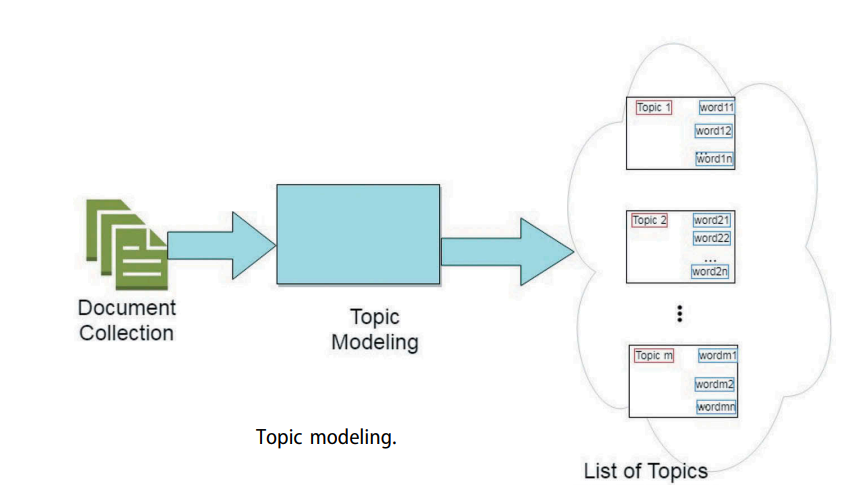 Document
Collection
Topic
Modeling
Topic modeling.
Topic 1
word11
word12
...
word1n
Topic 2
word21
word22
...
word2n
Topic m
wordm1
wordm2
wordmn
List of Topics